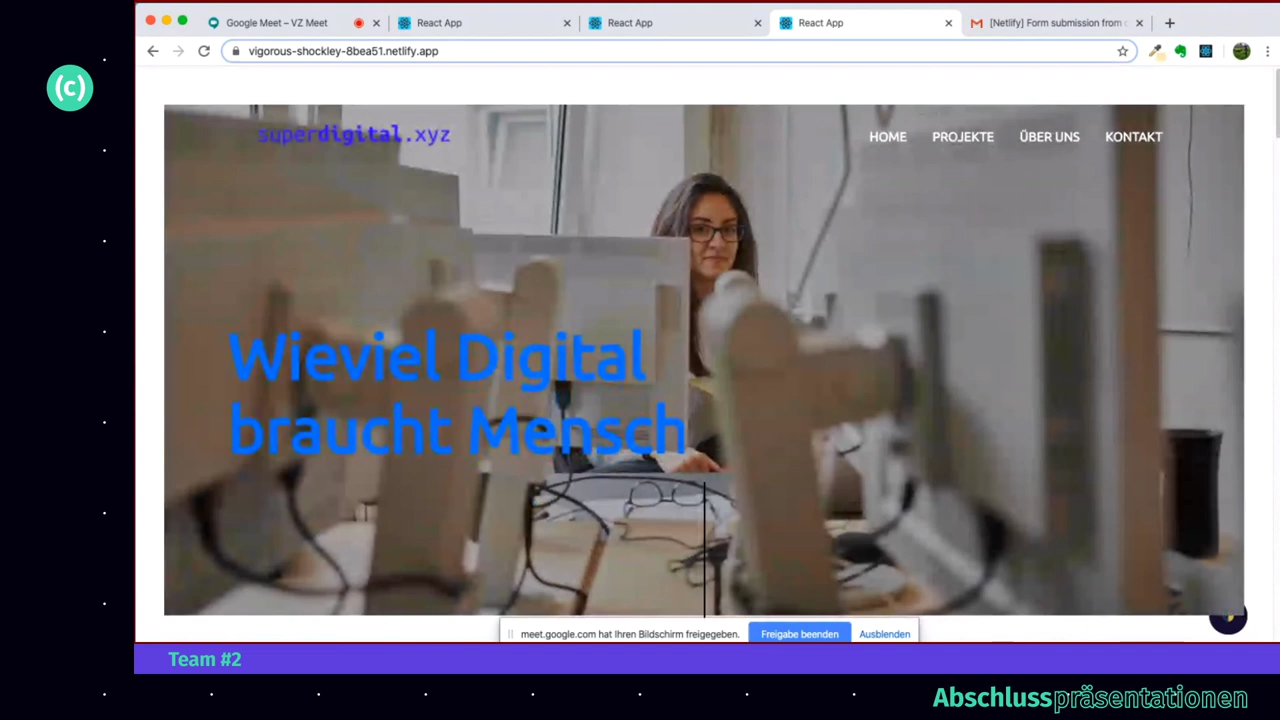 Google Meet – VZ Meet
React App
React App
React App
[Netlify] Form submission from
vigorous-shockley-8bea51.netlify.app
(c)
superdigital.xyz
HOME PROJEKTE ÜBER UNS KONTAKT
Wieviel Digital
braucht Mensch
meet.google.com hat Ihren Bildschirm freigegeben. Freigabe beenden Ausblenden
Team #2
Abschlusspräsentationen